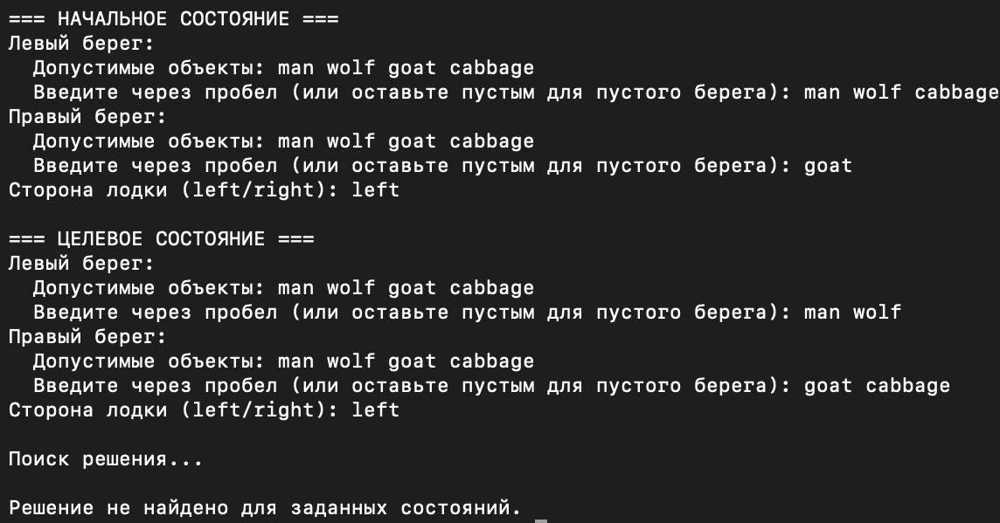 === НАЧАЛЬНОЕ СОСТОЯНИЕ ===
Левый берег:
  Допустимые объекты: man wolf goat cabbage
  Введите через пробел (или оставьте пустым для пустого берега): man wolf cabbage
Правый берег:
  Допустимые объекты: man wolf goat cabbage
  Введите через пробел (или оставьте пустым для пустого берега): goat
Сторона лодки (left/right): left

=== ЦЕЛЕВОЕ СОСТОЯНИЕ ===
Левый берег:
  Допустимые объекты: man wolf goat cabbage
  Введите через пробел (или оставьте пустым для пустого берега): man wolf
Правый берег:
  Допустимые объекты: man wolf goat cabbage
  Введите через пробел (или оставьте пустым для пустого берега): goat cabbage
Сторона лодки (left/right): left

Поиск решения...

Решение не найдено для заданных состояний.